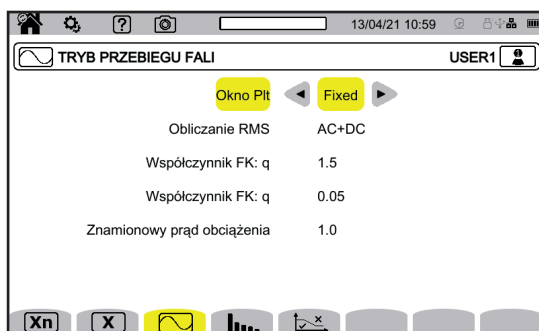 ? 13/04/21 10:59
TRYB PRZEBIEGU FALI USER1
Okno Plt Fixed
Obliczanie RMS AC+DC
Współczynnik FK: q 1.5
Współczynnik FK: q 0.05
Znamionowy prąd obciążenia 1.0
Xn X